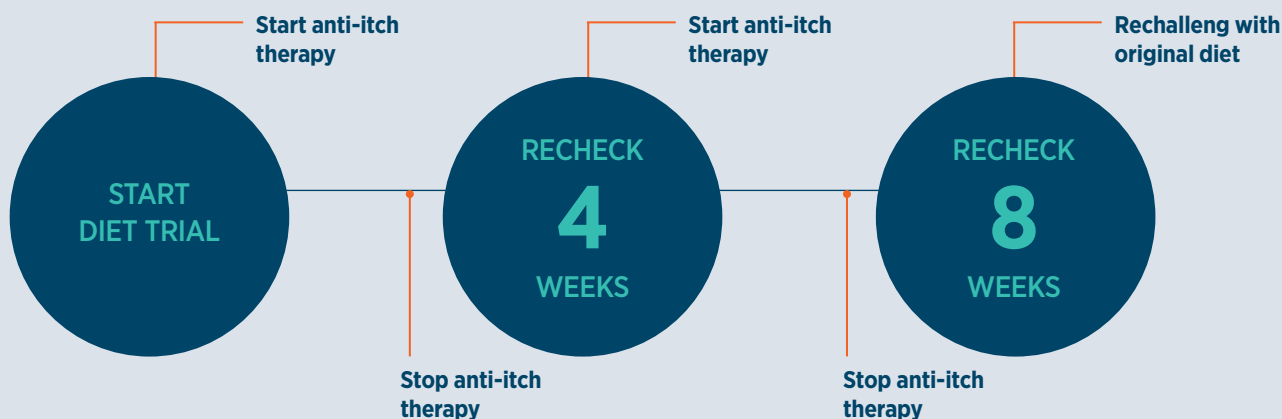 Start anti-itch
therapy
Start anti-itch
therapy
Rechalleng with
original diet
START
DIET TRIAL
RECHECK
4
WEEKS
RECHECK
8
WEEKS
Stop anti-itch
therapy
Stop anti-itch
therapy